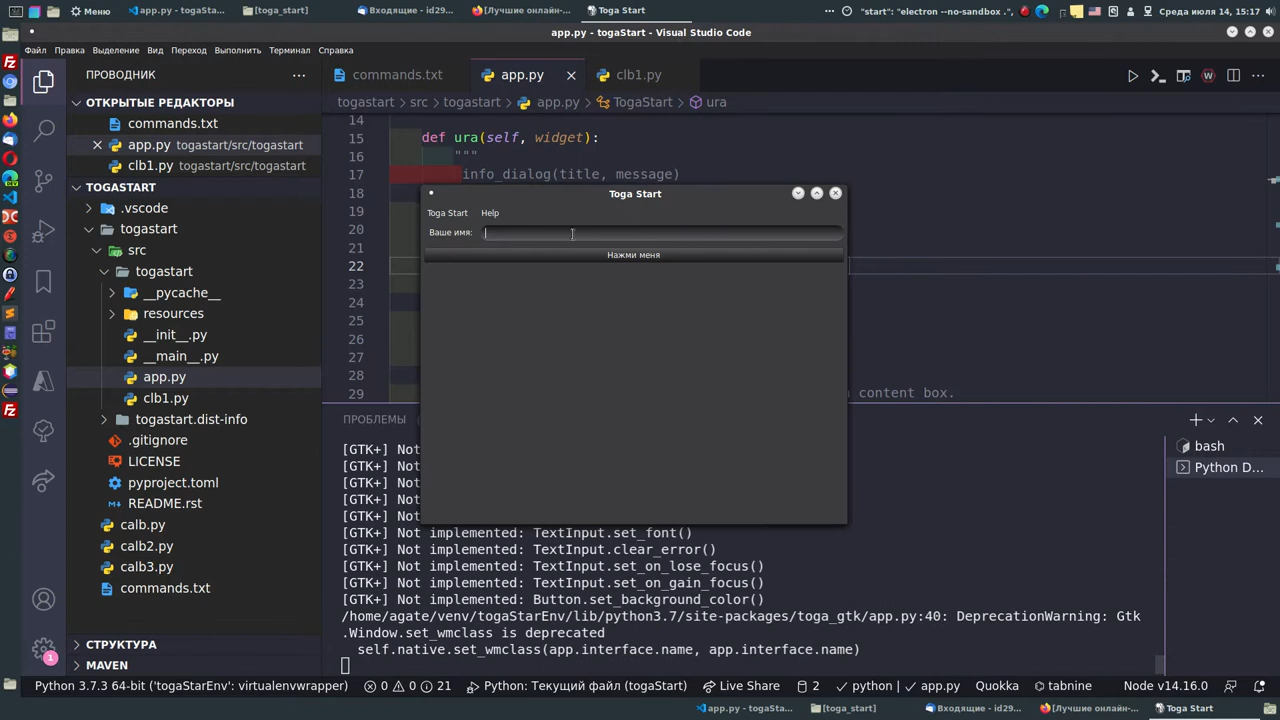 Меню
app.py - togaSta...
[toga_start]
Входящие - id29...
[Лучшие онлайн-...
Toga Start
"start": "electron --no-sandbox .",
Среда июля 14, 15:17
app.py - togaStart - Visual Studio Code
Файл Правка Выделение Вид Переход Выполнить Терминал Справка
ПРОВОДНИК
commands.txt
app.py
clb1.py
ОТКРЫТЫЕ РЕДАКТОРЫ
togastart > src > togastart > app.py > TogaStart > ura
commands.txt
14
app.py togastart/src/togastart
15 def ura(self, widget):
clb1.py togastart/src/togastart
16 """
17 info_dialog(title, message)
TOGASTART
18
.vscode
19
togastart
20
src
21
togastart
22
__pycache__
23
resources
24
__init__.py
25
__main__.py
26
app.py
27
clb1.py
28
togastart.dist-info
29 content box.
.gitignore
LICENSE
pyproject.toml
README.rst
calb.py
calb2.py
calb3.py
commands.txt
СТРУКТУРА
MAVEN
Toga Start
Toga Start Help
Ваше имя:
Нажми меня
ПРОБЛЕМЫ
[GTK+] Not
[GTK+] Not
[GTK+] Not
[GTK+] Not
[GTK+] Not
[GTK+] Not implemented: TextInput.set_font()
[GTK+] Not implemented: TextInput.clear_error()
[GTK+] Not implemented: TextInput.set_on_lose_focus()
[GTK+] Not implemented: TextInput.set_on_gain_focus()
[GTK+] Not implemented: Button.set_background_color()
/home/agate/venv/togaStarEnv/lib/python3.7/site-packages/toga_gtk/app.py:40: DeprecationWarning: Gtk
.Window.set_wmclass is deprecated
self.native.set_wmclass(app.interface.name, app.interface.name)
bash
Python D...
1
Python 3.7.3 64-bit ('togaStarEnv': virtualenvwrapper) 0 0 21 Python: Текущий файл (togaStart) Live Share 2 python | app.py Quokka tabnine Node v14.16.0
app.py - togaSta...
[toga_start]
Входящие - id29...
[Лучшие онлайн-...
Toga Start